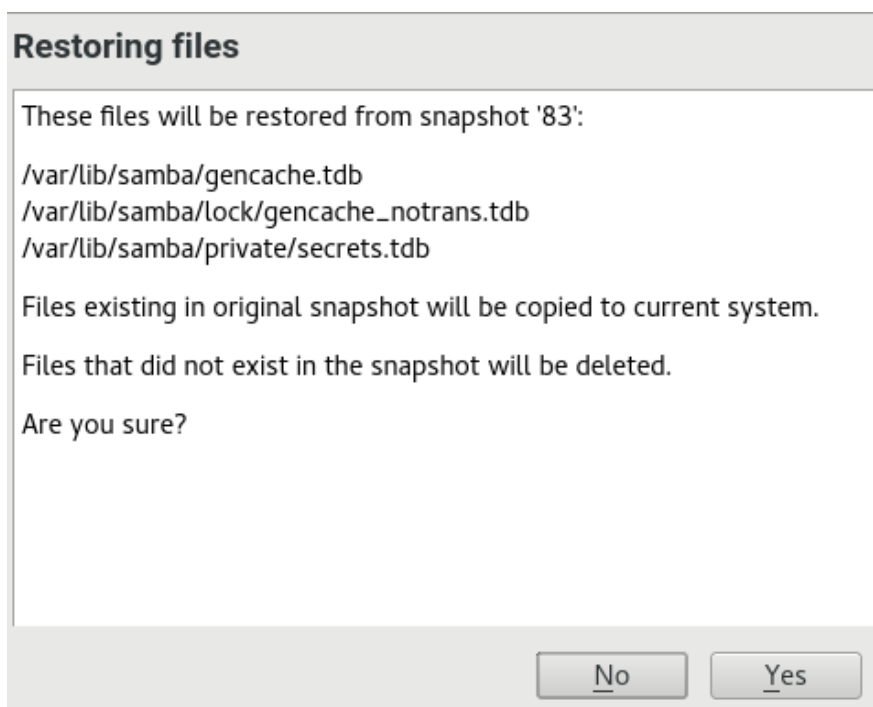 Restoring files
These files will be restored from snapshot '83':
/var/lib/samba/gencache.tdb
/var/lib/samba/lock/gencache_notrans.tdb
/var/lib/samba/private/secrets.tdb
Files existing in original snapshot will be copied to current system.
Files that did not exist in the snapshot will be deleted.
Are you sure?
No
Yes